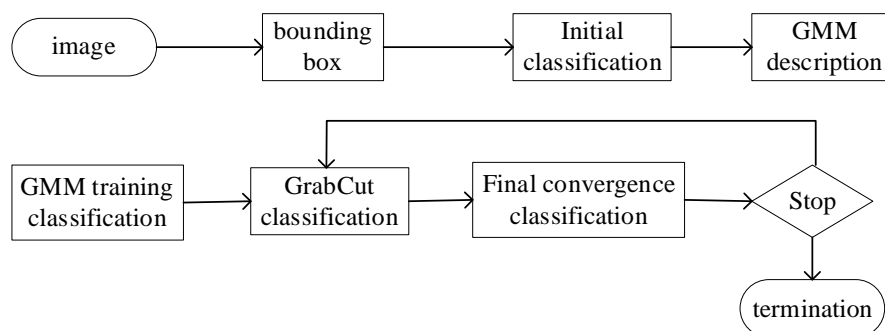 image
bounding
box
Initial
classification
GMM
description
GMM training
classification
GrabCut
classification
Final convergence
classification
Stop
termination